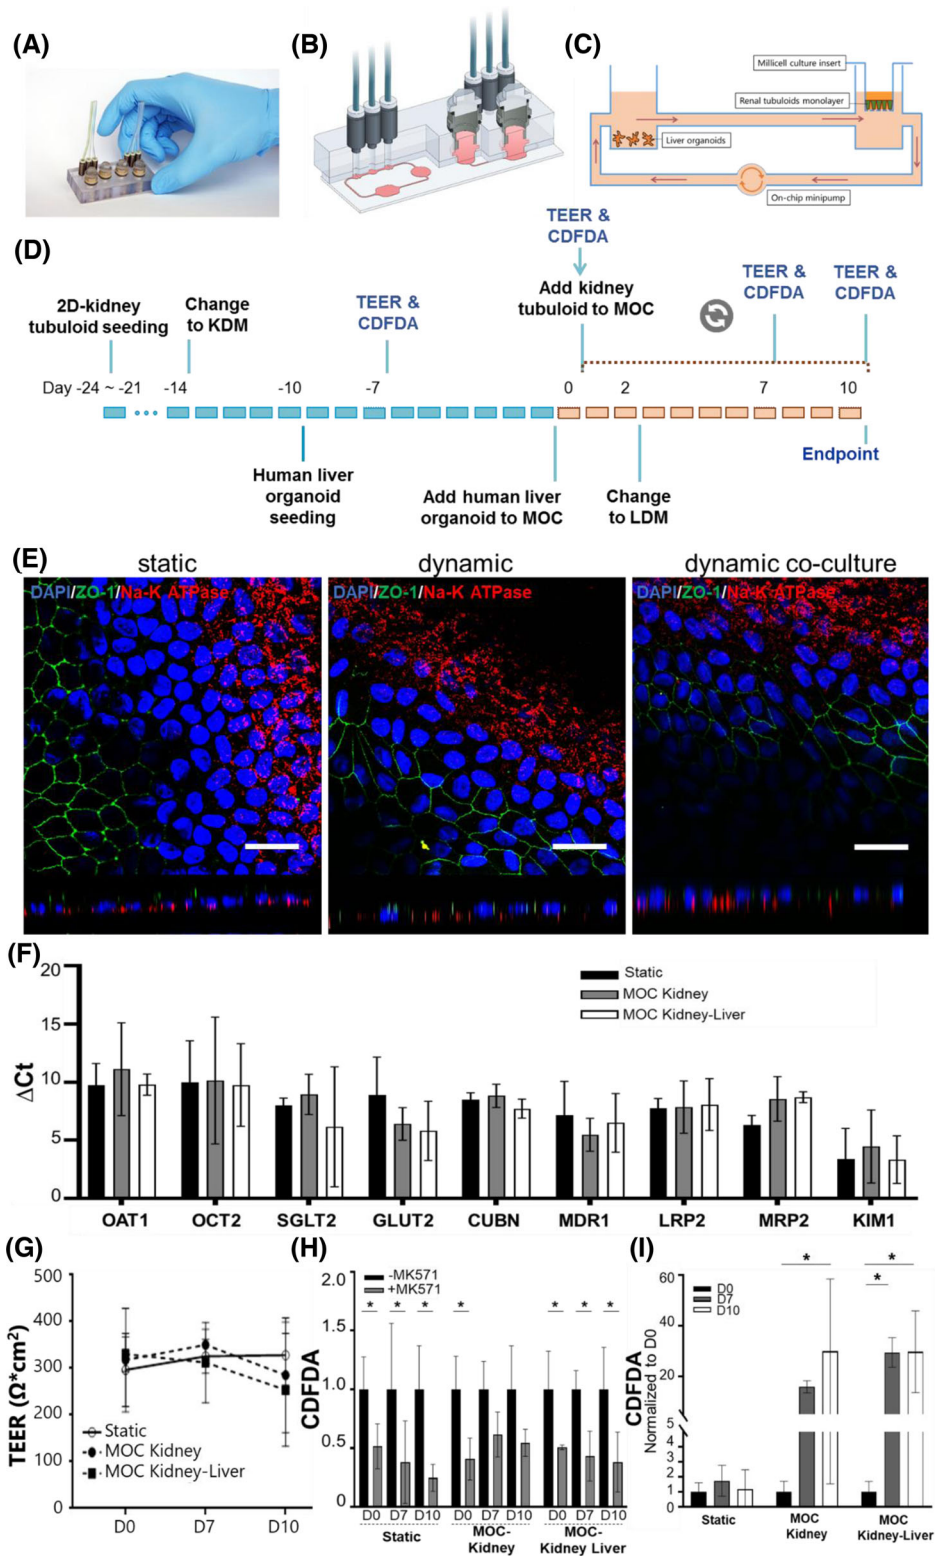 (A)
(B)
(C)
Millicell culture insert
Renal tubuloids monolayer
Liver organoids
On-chip minipump
(D)
TEER &
CDFDA
2D-kidney
tubuloid seeding
Change
to KDM
TEER &
CDFDA
Add kidney
tubuloid to MOC
TEER &
CDFDA
TEER &
CDFDA
Day -24 ~ -21 -14 -10 -7 0 2 7 10
Human liver
organoid
seeding
Add human liver
organoid to MOC
Change
to LDM
Endpoint
(E)
static dynamic dynamic co-culture
DAPI/ZO-1/Na-K ATPase DAPI/ZO-1/Na-K ATPase DAPI/ZO-1/Na-K ATPase
(F)
ΔCt
20
15
10
5
0
Static
MOC Kidney
MOC Kidney-Liver
OAT1 OCT2 SGLT2 GLUT2 CUBN MDR1 LRP2 MRP2 KIM1
(G)
TEER (Ω*cm2)
500
400
300
200
100
0
Static
MOC Kidney
MOC Kidney-Liver
D0 D7 D10
(H)
CDFDA
2.0
1.5
1.0
0.5
0
-MK571
+MK571
* * * * * * *
D0 D7 D10 D0 D7 D10 D0 D7 D10
Static
MOC-
Kidney
MOC-
Kidney Liver
(I)
CDFDA
Normalized to D0
60
40
20
5
4
2
1
0
D0
D7
D10
* * *
Static
MOC
Kidney
MOC
Kidney-Liver